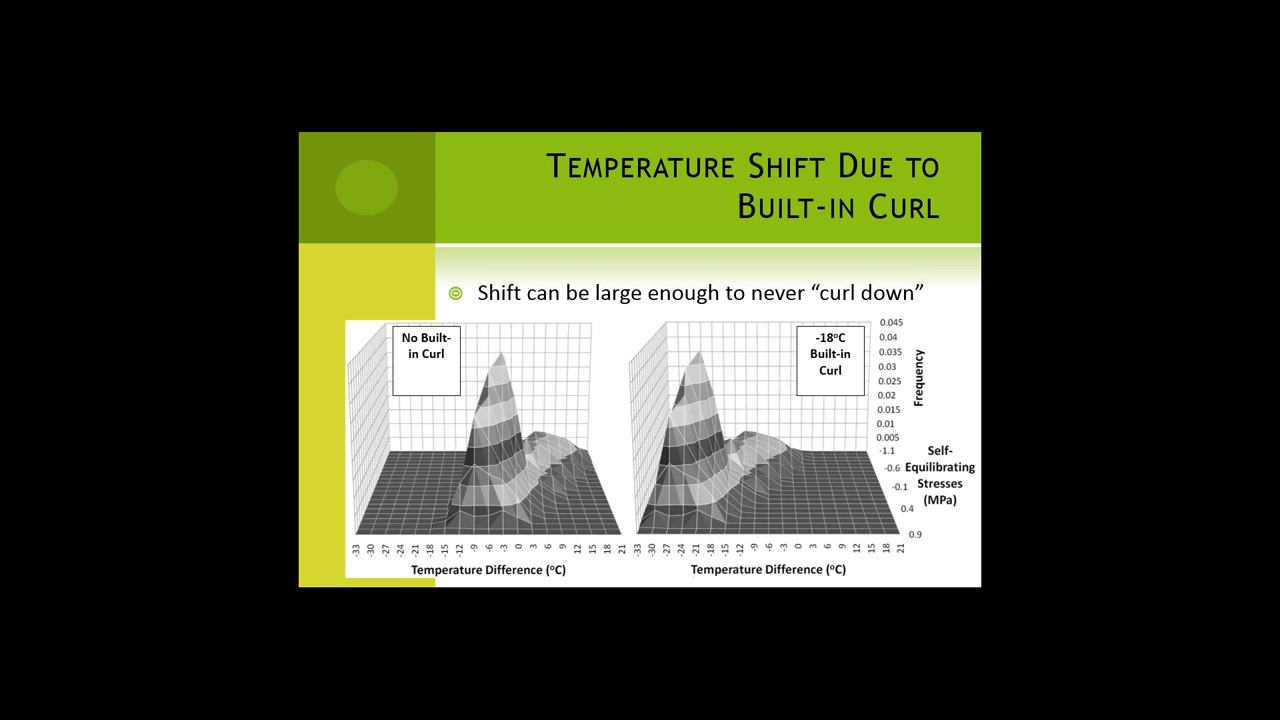 Temperature Shift Due to
Built-in Curl
Shift can be large enough to never “curl down”
No Built-
in Curl
-18°C
Built-in
Curl
0.045
0.04
0.035
0.03
0.025
0.02
0.015
0.01
0.005
Frequency
-1.1
-0.6
-0.1
0.4
0.9
Self-
Equilibrating
Stresses
(MPa)
-33 -30 -27 -24 -21 -18 -15 -12 -9 -6 -3 0 3 6 9 12 15 18 21
Temperature Difference (°C)
-33 -30 -27 -24 -21 -18 -15 -12 -9 -6 -3 0 3 6 9 12 15 18 21
Temperature Difference (°C)